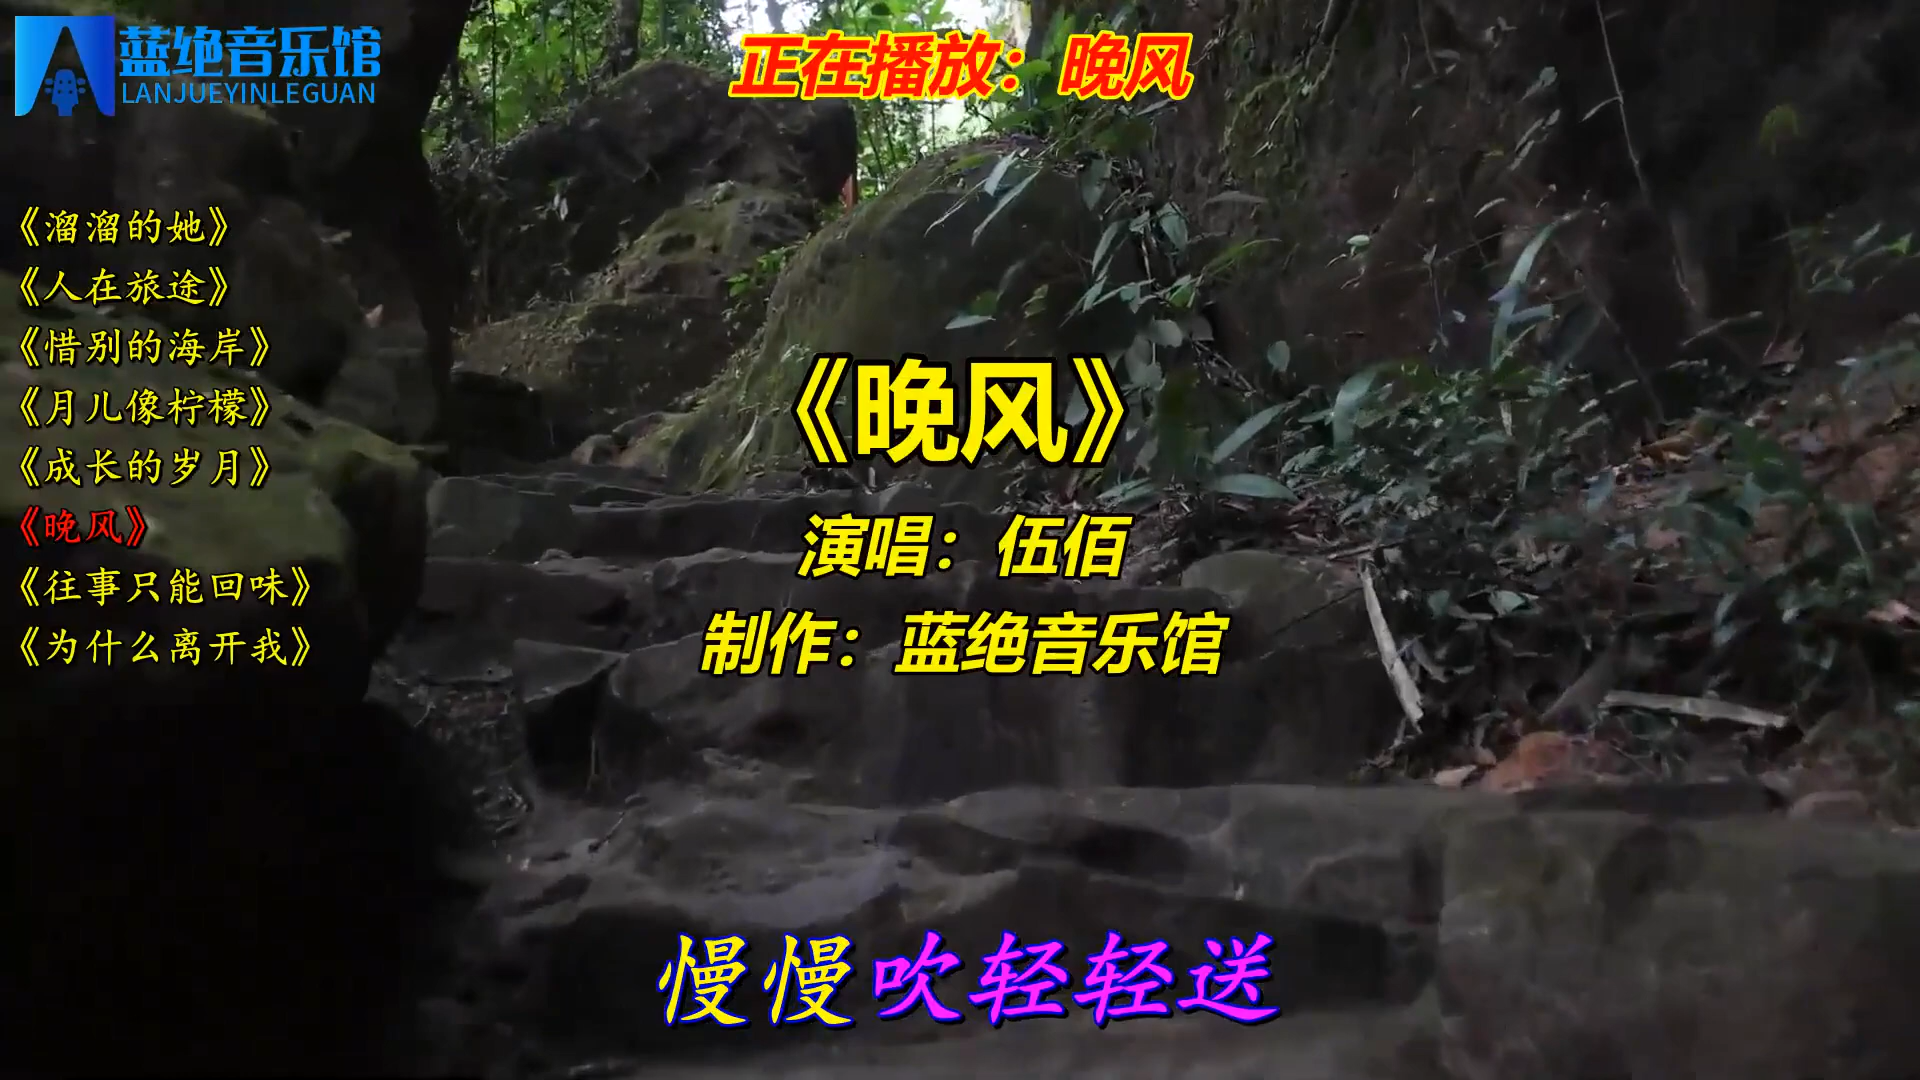 蓝绝音乐馆
LANJUEYINLEGUAN
正在播放：晚风
《溜溜的她》
《人在旅途》
《惜别的海岸》
《月儿像柠檬》
《成长的岁月》
《晚风》
《往事只能回味》
《为什么离开我》
《晚风》
演唱：伍佰
制作：蓝绝音乐馆
慢慢吹轻轻送